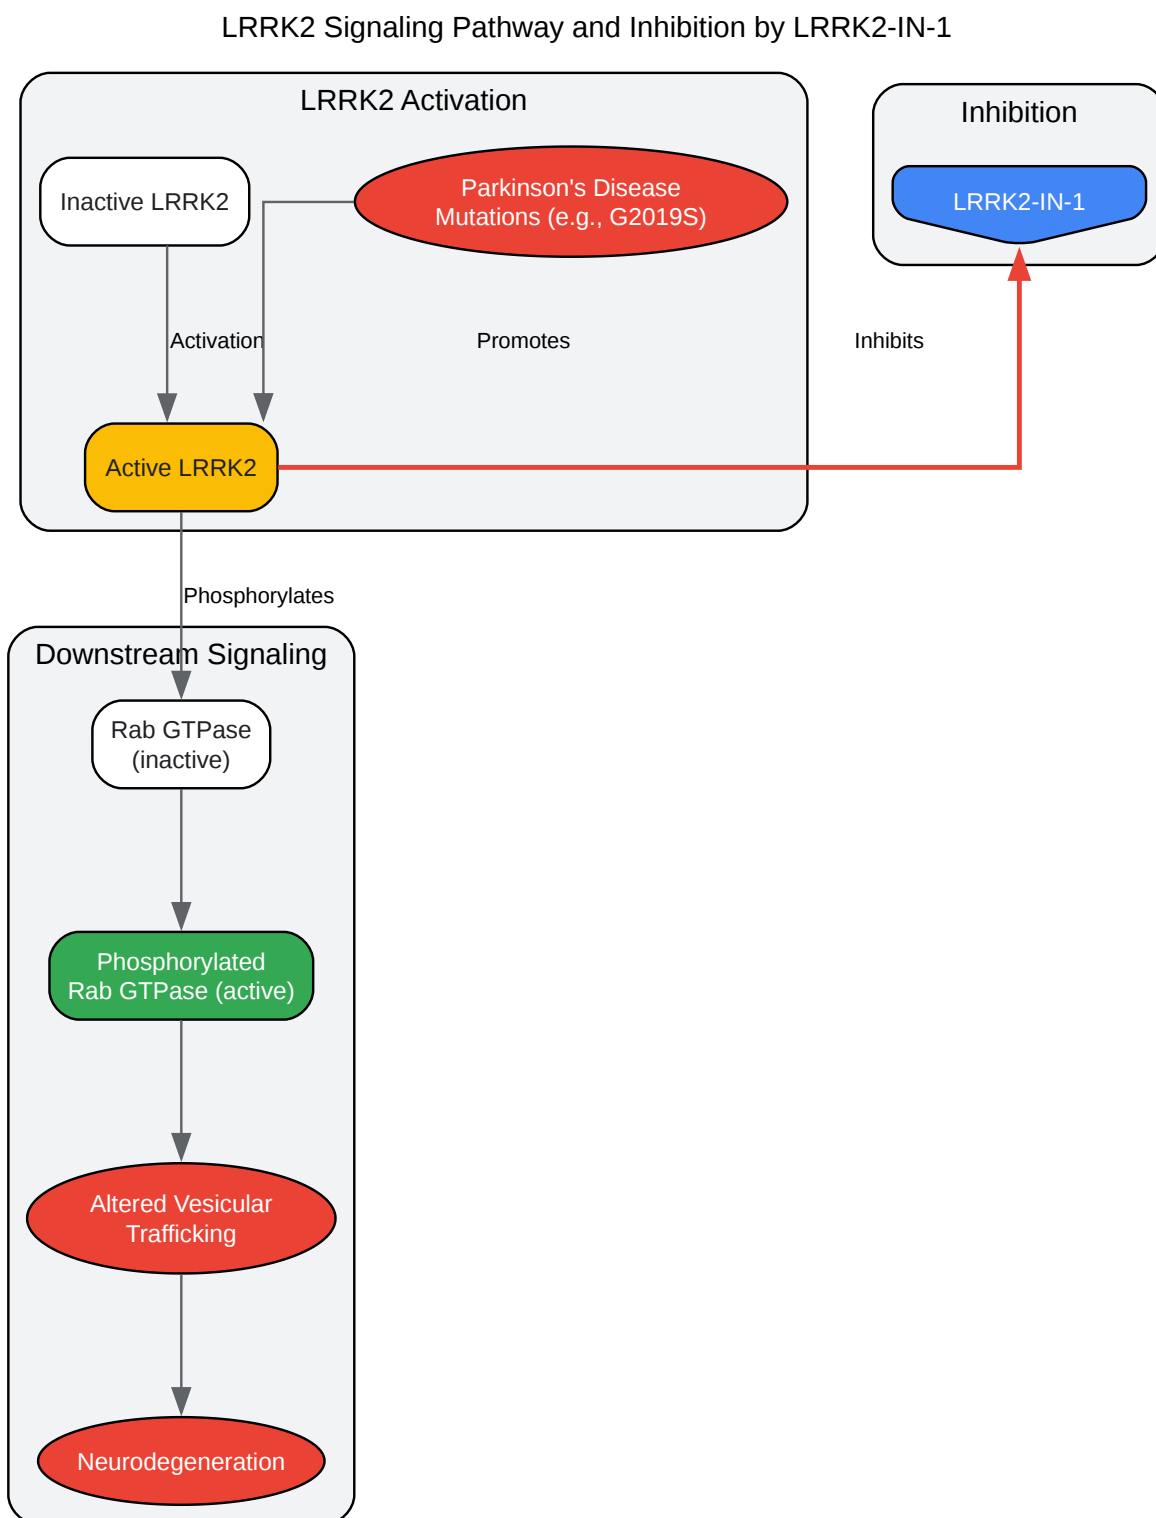 LRRK2 Signaling Pathway and Inhibition by LRRK2-IN-1
LRRK2 Activation
Inhibition
Inactive LRRK2
Parkinson's Disease
Mutations (e.g., G2019S)
LRRK2-IN-1
Activation
Promotes
Inhibits
Active LRRK2
Phosphorylates
Downstream Signaling
Rab GTPase
(inactive)
Phosphorylated
Rab GTPase (active)
Altered Vesicular
Trafficking
Neurodegeneration